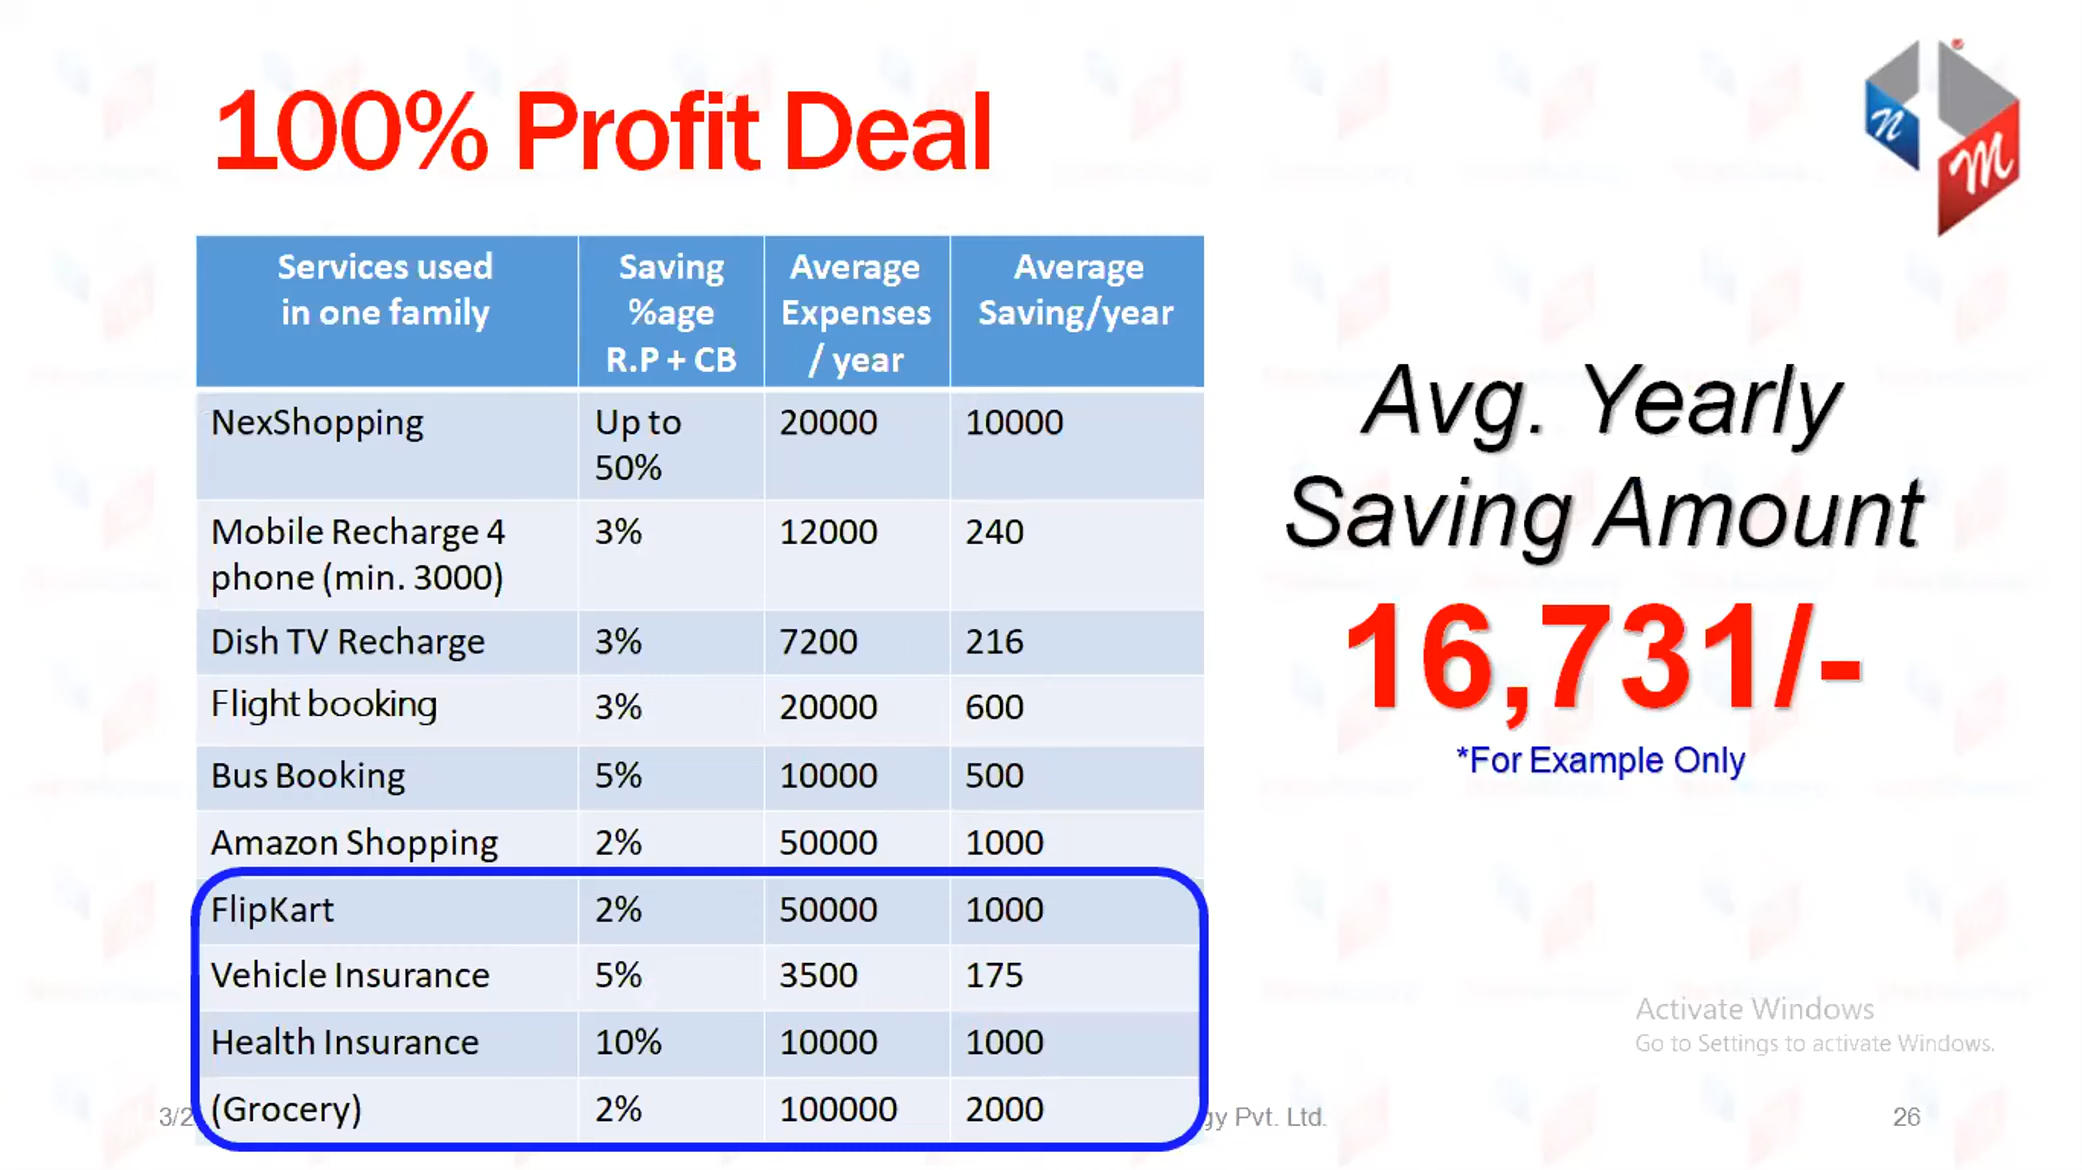 100% Profit Deal
n
M
Services used
in one family
Saving
%age
R.P + CB
Average
Expenses
/ year
Average
Saving/year
NexShopping
Up to
50%
20000
10000
Mobile Recharge 4
phone (min. 3000)
3%
12000
240
Dish TV Recharge
3%
7200
216
Flight booking
3%
20000
600
Bus Booking
5%
10000
500
Amazon Shopping
2%
50000
1000
FlipKart
2%
50000
1000
Vehicle Insurance
5%
3500
175
Health Insurance
10%
10000
1000
(Grocery)
2%
100000
2000
Avg. Yearly
Saving Amount
16,731/-
*For Example Only
Activate Windows
Go to Settings to activate Windows.
3/2
gy Pvt. Ltd.
26